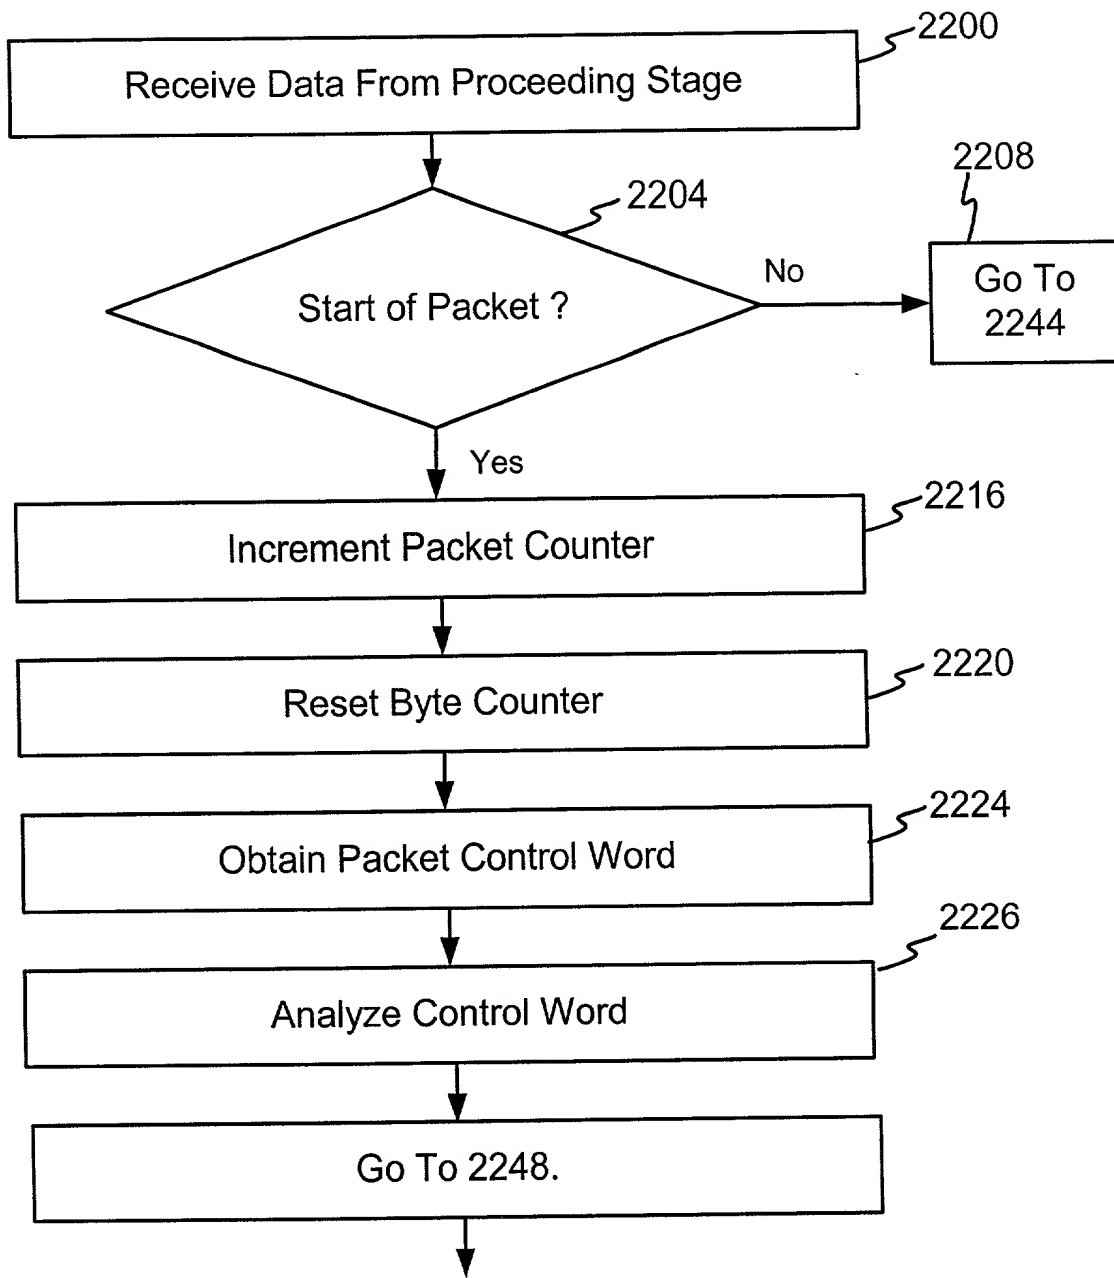 2200
Receive Data From Proceeding Stage
2204
2208
Start of Packet ?
No
Go To
2244
Yes
2216
Increment Packet Counter
2220
Reset Byte Counter
2224
Obtain Packet Control Word
2226
Analyze Control Word
Go To 2248.